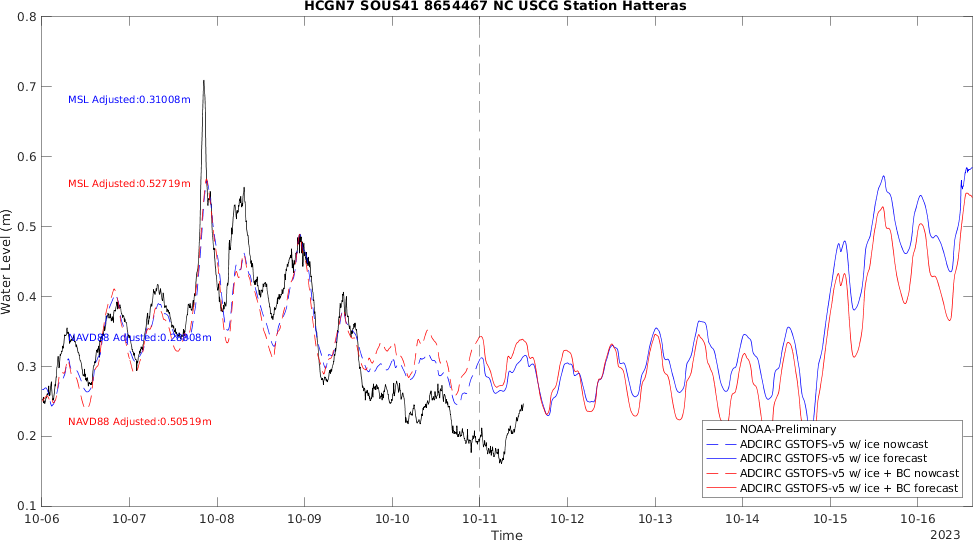 HCGN7 SOUS41 8654467 NC USCG Station Hatteras
0.8
0.7
0.6
0.5
0.4
0.3
0.2
0.1
Water Level (m)
MSL Adjusted:0.31008m
MSL Adjusted:0.52719m
NAVD88 Adjusted:0.28808m
NAVD88 Adjusted:0.50519m
NOAA-Preliminary
ADCIRC GSTOFS-v5 w/ ice nowcast
ADCIRC GSTOFS-v5 w/ ice forecast
ADCIRC GSTOFS-v5 w/ ice + BC nowcast
ADCIRC GSTOFS-v5 w/ ice + BC forecast
10-06 10-07 10-08 10-09 10-10 10-11 10-12 10-13 10-14 10-15 10-16
Time
2023